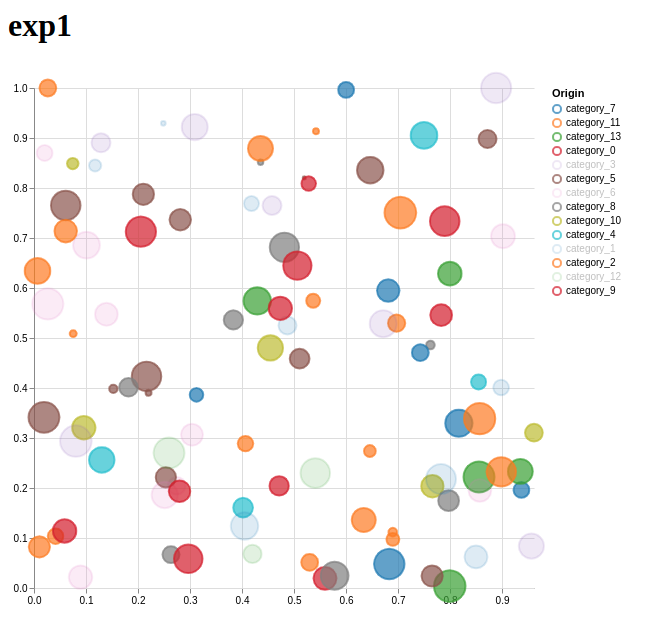 exp1
Origin
category_7
category_11
category_13
category_0
category_3
category_5
category_6
category_8
category_10
category_4
category_1
category_2
category_12
category_9
1.0
0.9
0.8
0.7
0.6
0.5
0.4
0.3
0.2
0.1
0.0
0.0 0.1 0.2 0.3 0.4 0.5 0.6 0.7 0.8 0.9